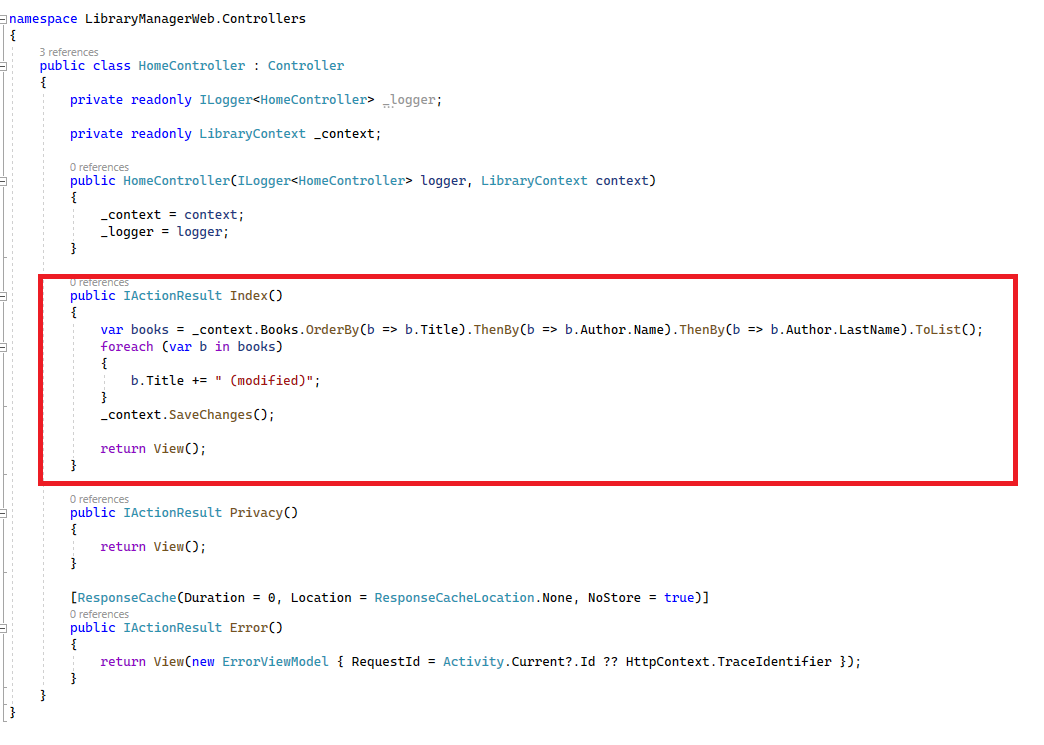 namespace LibraryManagerWeb.Controllers
{
3 references
public class HomeController : Controller
{
private readonly ILogger<HomeController> _logger;
private readonly LibraryContext _context;
0 references
public HomeController(ILogger<HomeController> logger, LibraryContext context)
{
_context = context;
_logger = logger;
}
0 references
public IActionResult Index()
{
var books = _context.Books.OrderBy(b => b.Title).ThenBy(b => b.Author.Name).ThenBy(b => b.Author.LastName).ToList();
foreach (var b in books)
{
b.Title += " (modified)";
}
_context.SaveChanges();
return View();
}
0 references
public IActionResult Privacy()
{
return View();
}
[ResponseCache(Duration = 0, Location = ResponseCacheLocation.None, NoStore = true)]
0 references
public IActionResult Error()
{
return View(new ErrorViewModel { RequestId = Activity.Current?.Id ?? HttpContext.TraceIdentifier });
}
}
}